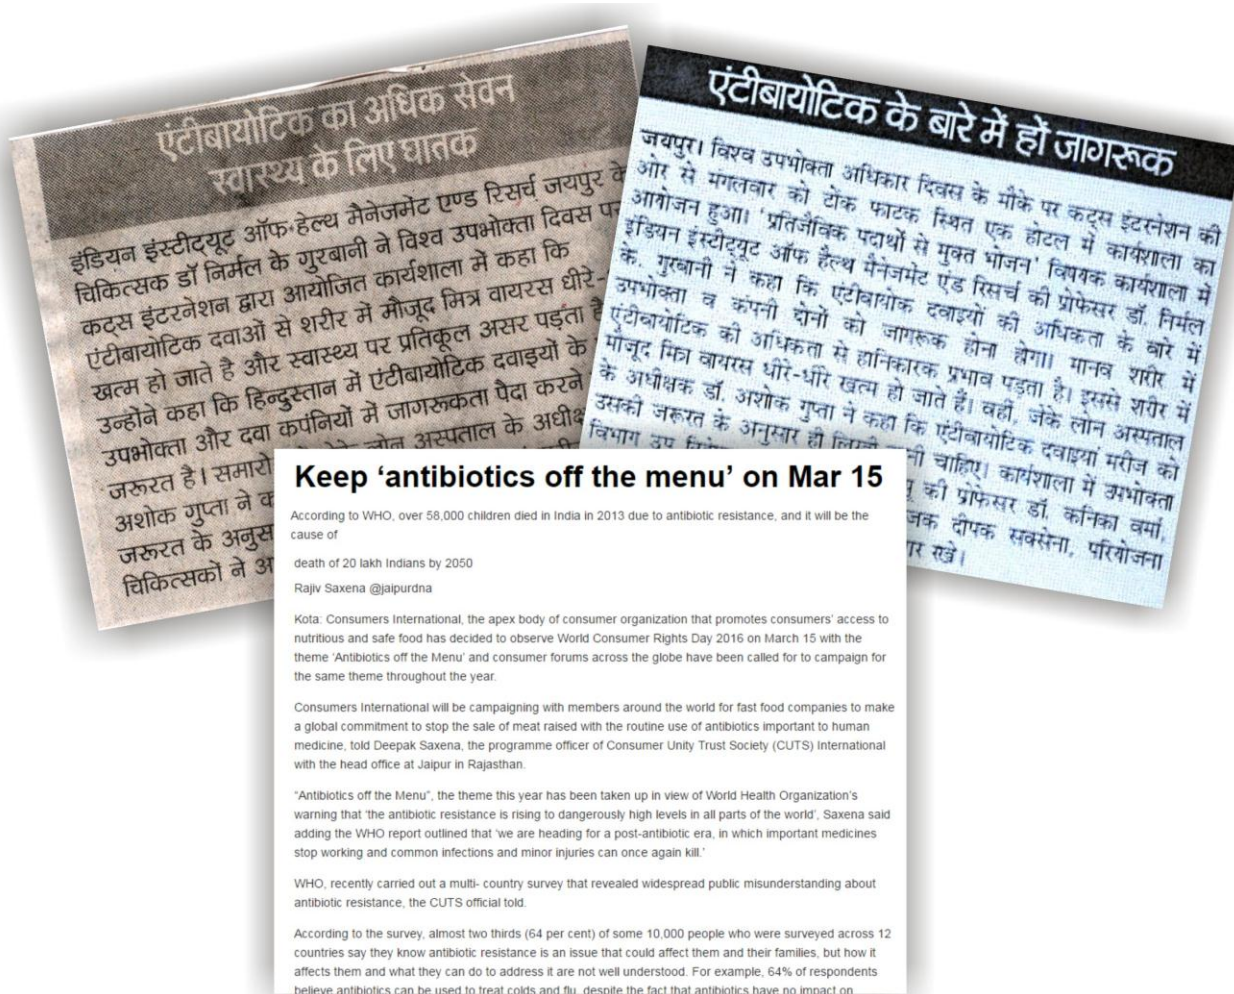 एंटीबायोटिक का अधिक सेवन
स्वास्थ्य के लिए घातक
इंडियन इंस्टीट्यूट ऑफ हेल्थ मैनेजमेंट एण्ड रिसर्च जयपुर के
चिकित्सक डॉ निर्मल के गुरबानी ने विश्व उपभोक्ता दिवस पर
कट्स इंटरनेशन द्वारा आयोजित कार्यशाला में कहा कि
एंटीबायोटिक दवाओं से शरीर में मौजूद मित्र वायरस धीरे-
खत्म हो जाते है और स्वास्थ्य पर प्रतिकूल असर पड़ता है
उन्होंने कहा कि हिन्दुस्तान में एंटीबायोटिक दवाइयों के
उपभोक्ता और दवा कंपनियों में जागरूकता पैदा करने
जरूरत है। समारो लोन अस्पताल के अधीक्ष
अशोक गुप्ता ने क
जरूरत के अनुस
चिकित्सकों ने अ
एंटीबायोटिक के बारे में हों जागरूक
जयपुर। विश्व उपभोक्ता अधिकार दिवस के मौके पर कट्स इंटरनेशन की
ओर से मंगलवार को टोंक फाटक स्थित एक होटल में कार्यशाला का
आयोजन हुआ। 'प्रतिजैविक पदार्थों से मुक्त भोजन' विषयक कार्यशाला में
इंडियन इंस्टीट्यूट ऑफ हैल्थ मैनेजमेंट एंड रिसर्च की प्रोफेसर डॉ. निर्मल
के. गुरबानी ने कहा कि एंटीबायोक दवाइयों की अधिकता के बारे में
उपभोक्ता व कंपनी दोनों को जागरूक होना होगा। मानव शरीर में
एंटीबायोटिक की अधिकता से हानिकारक प्रभाव पड़ता है। इससे शरीर में
मौजूद मित्र वायरस धीरे-धीरे खत्म हो जाते हैं। वहीं, जेके लोन अस्पताल
के अधीक्षक डॉ. अशोक गुप्ता ने कहा कि एंटीबायोटिक दवाइयां मरीज को
उसकी जरूरत के अनुसार ही चाहिए। कार्यशाला में उपभोक्ता
विभाग उप की प्रोफेसर डॉ. कनिका वर्मा,
जक दीपक सक्सेना, परियोजना
र रखे।
Keep ‘antibiotics off the menu’ on Mar 15
According to WHO, over 58,000 children died in India in 2013 due to antibiotic resistance, and it will be the
cause of
death of 20 lakh Indians by 2050
Rajiv Saxena @jaipurdna
Kota: Consumers International, the apex body of consumer organization that promotes consumers’ access to
nutritious and safe food has decided to observe World Consumer Rights Day 2016 on March 15 with the
theme ‘Antibiotics off the Menu’ and consumer forums across the globe have been called for to campaign for
the same theme throughout the year.
Consumers International will be campaigning with members around the world for fast food companies to make
a global commitment to stop the sale of meat raised with the routine use of antibiotics important to human
medicine, told Deepak Saxena, the programme officer of Consumer Unity Trust Society (CUTS) International
with the head office at Jaipur in Rajasthan.
“Antibiotics off the Menu”, the theme this year has been taken up in view of World Health Organization’s
warning that ‘the antibiotic resistance is rising to dangerously high levels in all parts of the world’, Saxena said
adding the WHO report outlined that ‘we are heading for a post-antibiotic era, in which important medicines
stop working and common infections and minor injuries can once again kill.’
WHO, recently carried out a multi- country survey that revealed widespread public misunderstanding about
antibiotic resistance, the CUTS official told.
According to the survey, almost two thirds (64 per cent) of some 10,000 people who were surveyed across 12
countries say they know antibiotic resistance is an issue that could affect them and their families, but how it
affects them and what they can do to address it are not well understood. For example, 64% of respondents
believe antibiotics can be used to treat colds and flu, despite the fact that antibiotics have no impact on